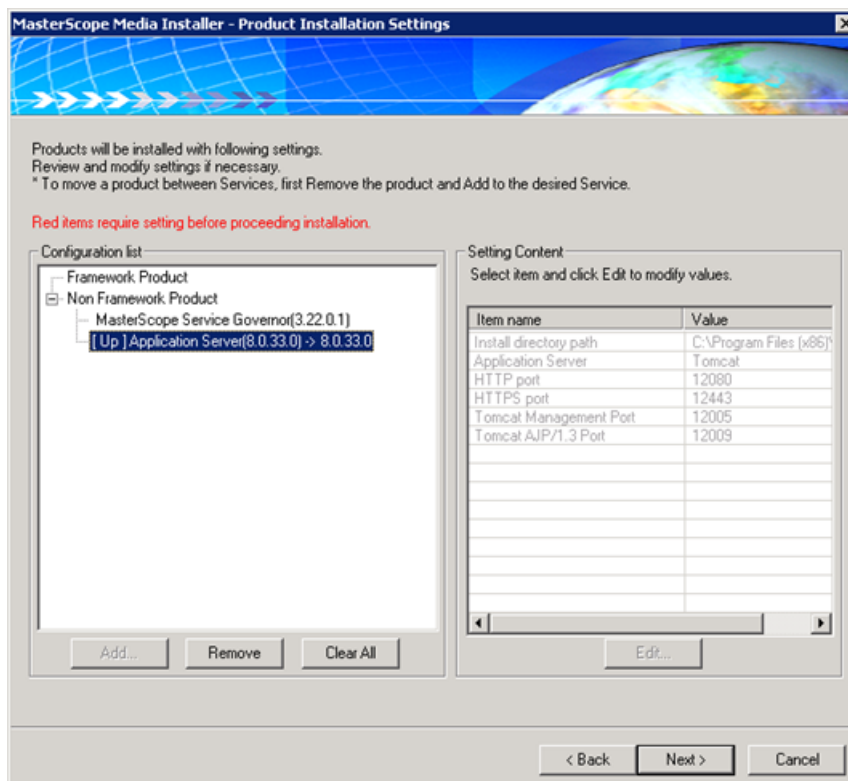 MasterScope Media Installer - Product Installation Settings
Products will be installed with following settings.
Review and modify settings if necessary.
* To move a product between Services, first Remove the product and Add to the desired Service.
Red items require setting before proceeding installation.
Configuration list
Framework Product
Non Framework Product
MasterScope Service Governor(3.22.0.1)
[ Up ] Application Server(8.0.33.0) -> 8.0.33.0
Add...
Remove
Clear All
Setting Content
Select item and click Edit to modify values.
Item name Value
Install directory path C:\Program Files (x86)\
Application Server Tomcat
HTTP port 12080
HTTPS port 12443
Tomcat Management Port 12005
Tomcat AJP/1.3 Port 12009
Edit...
< Back
Next >
Cancel